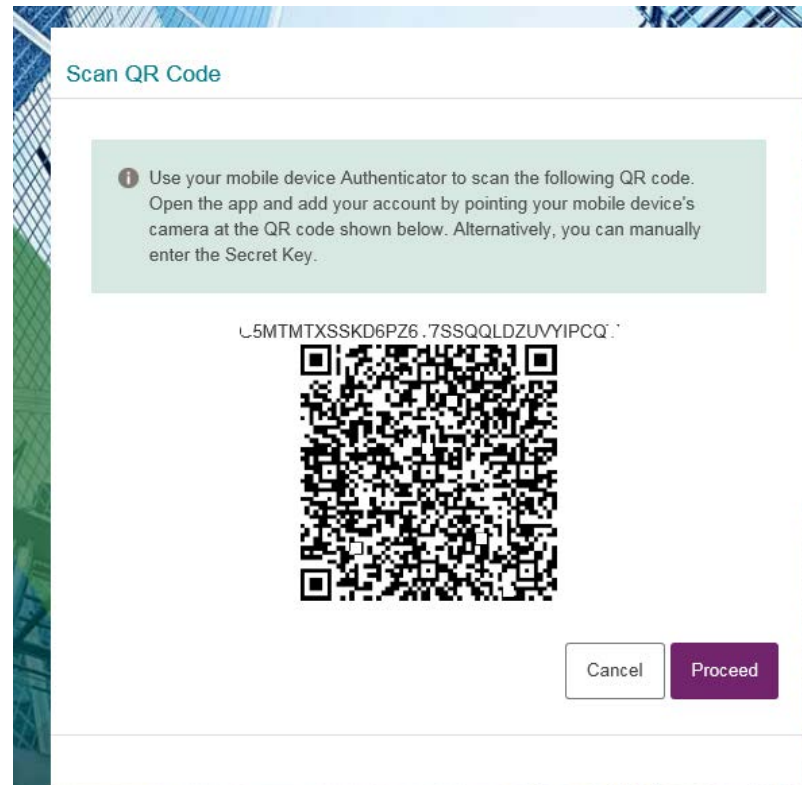 Scan QR Code
Use your mobile device Authenticator to scan the following QR code.
Open the app and add your account by pointing your mobile device's
camera at the QR code shown below. Alternatively, you can manually
enter the Secret Key.
Cancel
Proceed